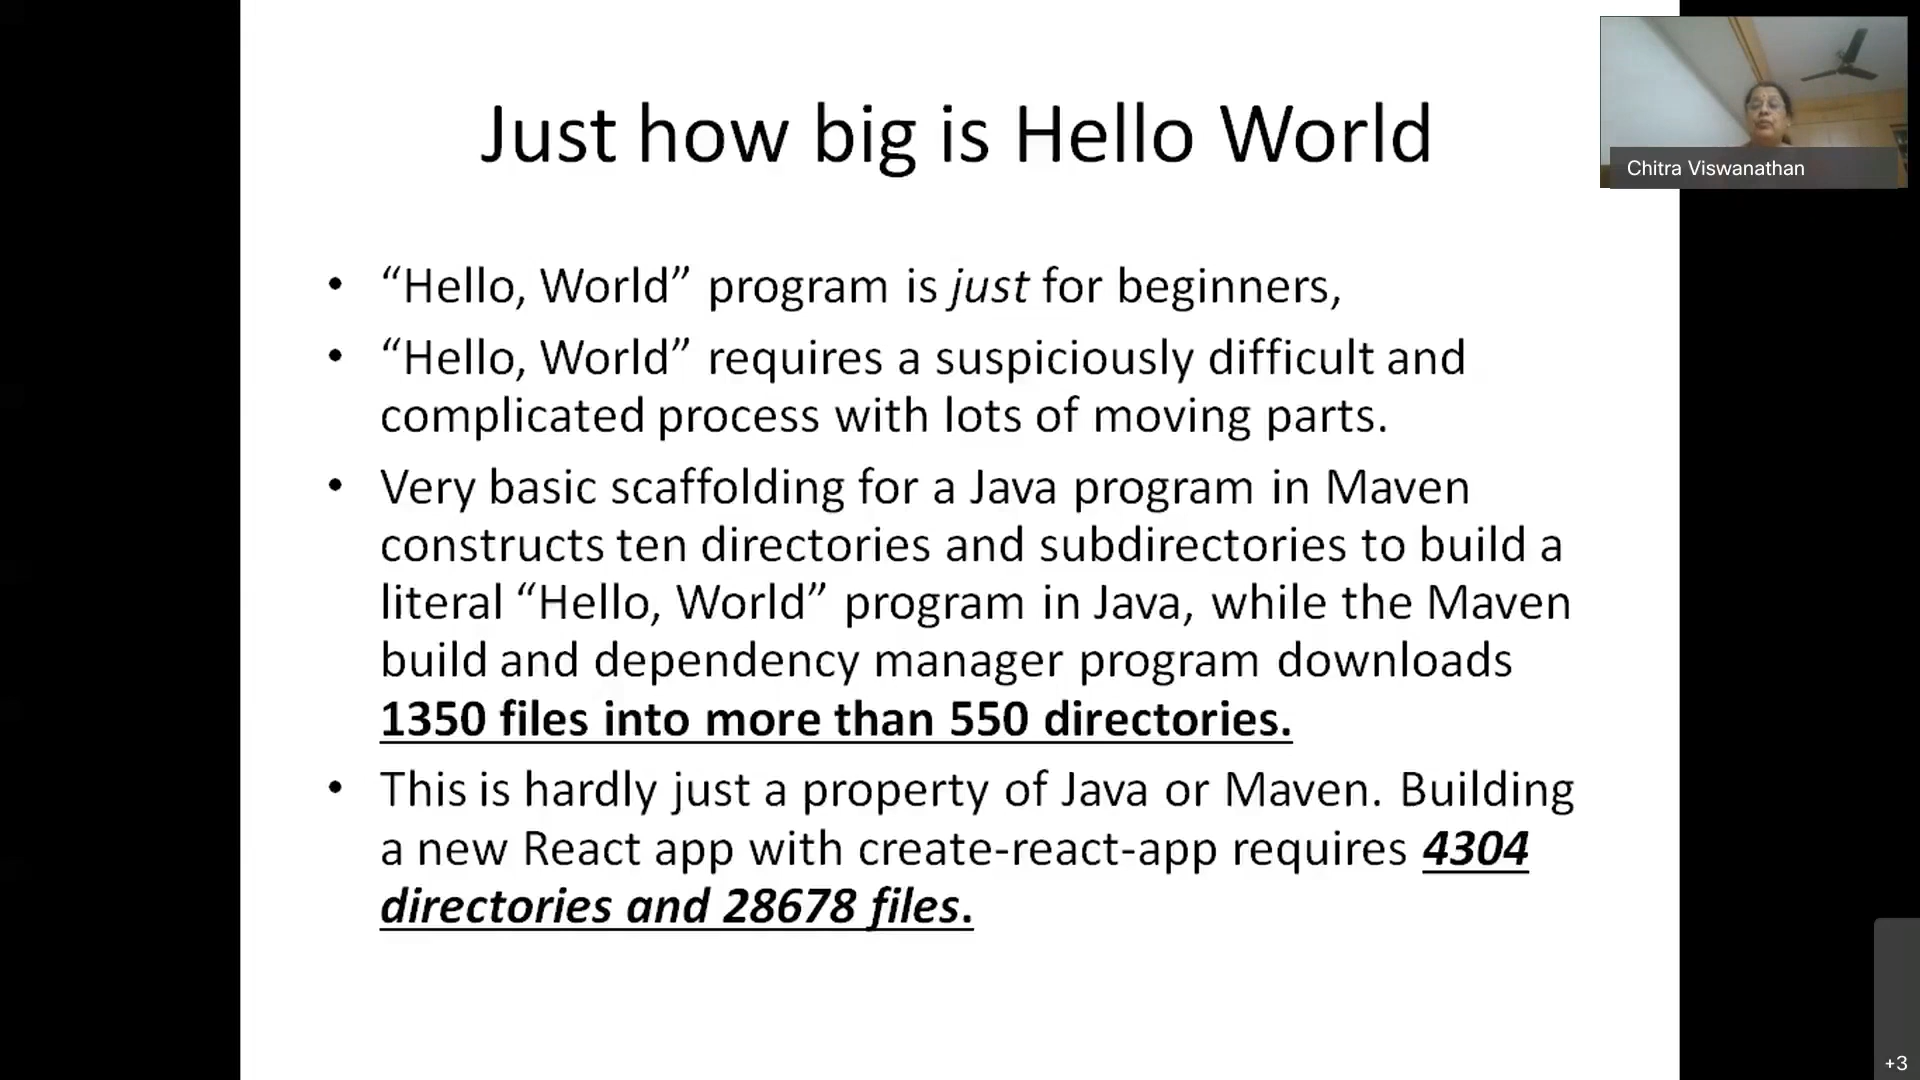 Just how big is Hello World
Chitra Viswanathan
• “Hello, World” program is just for beginners,
• “Hello, World” requires a suspiciously difficult and
complicated process with lots of moving parts.
• Very basic scaffolding for a Java program in Maven
constructs ten directories and subdirectories to build a
literal “Hello, World” program in Java, while the Maven
build and dependency manager program downloads
1350 files into more than 550 directories.
• This is hardly just a property of Java or Maven. Building
a new React app with create-react-app requires 4304
directories and 28678 files.
+3